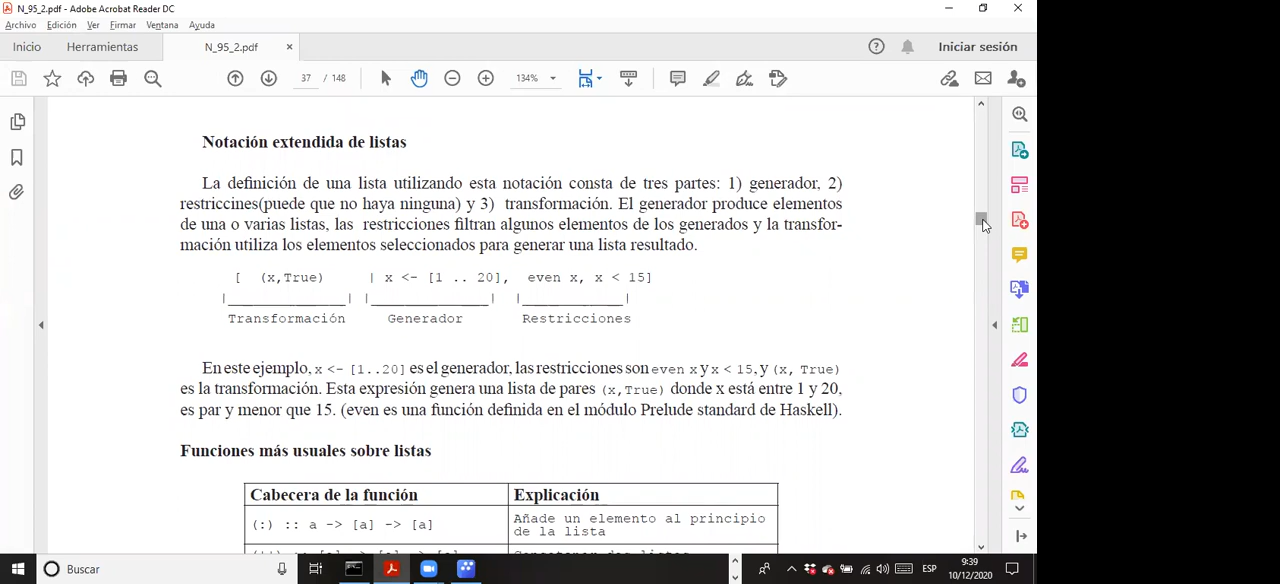 N_95_2.pdf - Adobe Acrobat Reader DC
Archivo Edición Ver Firmar Ventana Ayuda
Inicio Herramientas N_95_2.pdf × Iniciar sesión
37 / 148 134%
Notación extendida de listas
La definición de una lista utilizando esta notación consta de tres partes: 1) generador, 2)
restriccines(puede que no haya ninguna) y 3) transformación. El generador produce elementos
de una o varias listas, las restricciones filtran algunos elementos de los generados y la transfor-
mación utiliza los elementos seleccionados para generar una lista resultado.
[ (x,True) | x <- [1 .. 20], even x, x < 15]
|______________| |______________| |____________|
Transformación Generador Restricciones
En este ejemplo, x <- [1..20] es el generador, las restricciones son even x y x < 15, y (x, True)
es la transformación. Esta expresión genera una lista de pares (x,True) donde x está entre 1 y 20,
es par y menor que 15. (even es una función definida en el módulo Prelude standard de Haskell).
Funciones más usuales sobre listas
Cabecera de la función Explicación
(:) :: a -> [a] -> [a] Añade un elemento al principio
de la lista
Buscar
ESP
9:39
10/12/2020